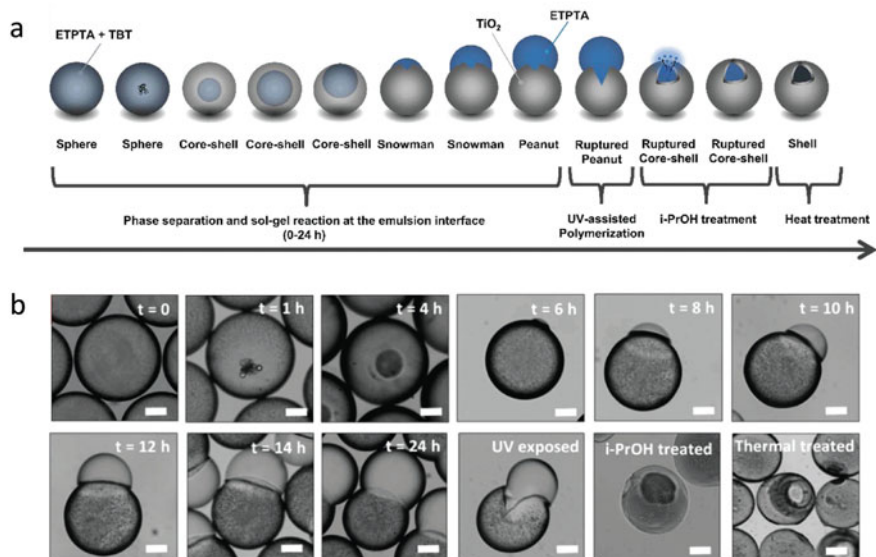 a
ETPTA + TBT
TiO₂
ETPTA
Sphere
Sphere
Core-shell
Core-shell
Core-shell
Snowman
Snowman
Peanut
Ruptured
Peanut
Ruptured
Core-shell
Ruptured
Core-shell
Shell
Phase separation and sol-gel reaction at the emulsion interface
(0-24 h)
UV-assisted
Polymerization
i-PrOH treatment
Heat treatment
b
t = 0
t = 1 h
t = 4 h
t = 6 h
t = 8 h
t = 10 h
t = 12 h
t = 14 h
t = 24 h
UV exposed
i-PrOH treated
Thermal treated